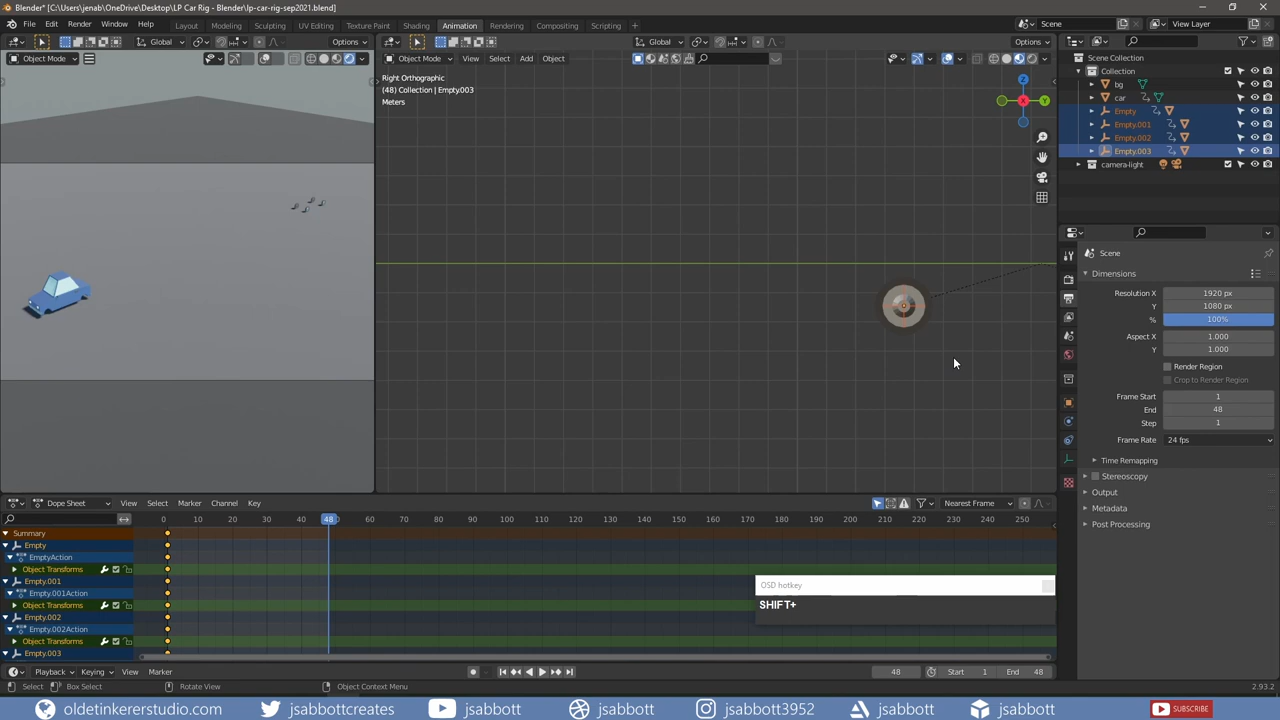 Blender* [C:\Users\jenab\OneDrive\Desktop\LP Car Rig - Blender\lp-car-rig-sep2021.blend]
File Edit Render Window Help Layout Modeling Sculpting UV Editing Texture Paint Shading Animation Rendering Compositing Scripting Scene View Layer
Global Options Global Options
Object Mode Object Mode View Select Add Object
Right Orthographic
(48) Collection | Empty.003
Meters
Z
X
Y
Scene Collection
Collection
bg
car
Empty
Empty.001
Empty.002
Empty.003
camera-light
Scene
Dimensions
Resolution X 1920 px
Y 1080 px
% 100%
Aspect X 1.000
Y 1.000
Render Region
Crop to Render Region
Frame Start 1
End 48
Step 1
Frame Rate 24 fps
Time Remapping
Stereoscopy
Output
Metadata
Post Processing
Dope Sheet View Select Marker Channel Key Nearest Frame
0 10 20 30 40 48 60 70 80 90 100 110 120 130 140 150 160 170 180 190 200 210 220 230 240 250
Summary
Empty
EmptyAction
Object Transforms
Empty.001
Empty.001Action
Object Transforms
Empty.002
Empty.002Action
Object Transforms
Empty.003
OSD hotkey
SHIFT+
Playback Keying View Marker 48 Start 1 End 48
Select Box Select Rotate View Object Context Menu 2.93.2
oldetinkererstudio.com jsabbottcreates jsabbott jsabbott jsabbott3952 jsabbott jsabbott SUBSCRIBE